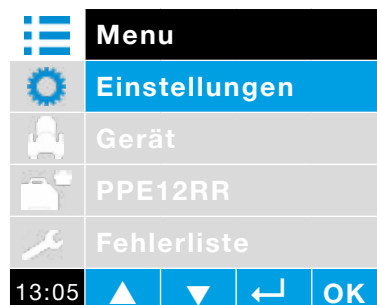 Menu
Einstellungen
Gerät
PPE12RR
Fehlerliste
13:05 OK